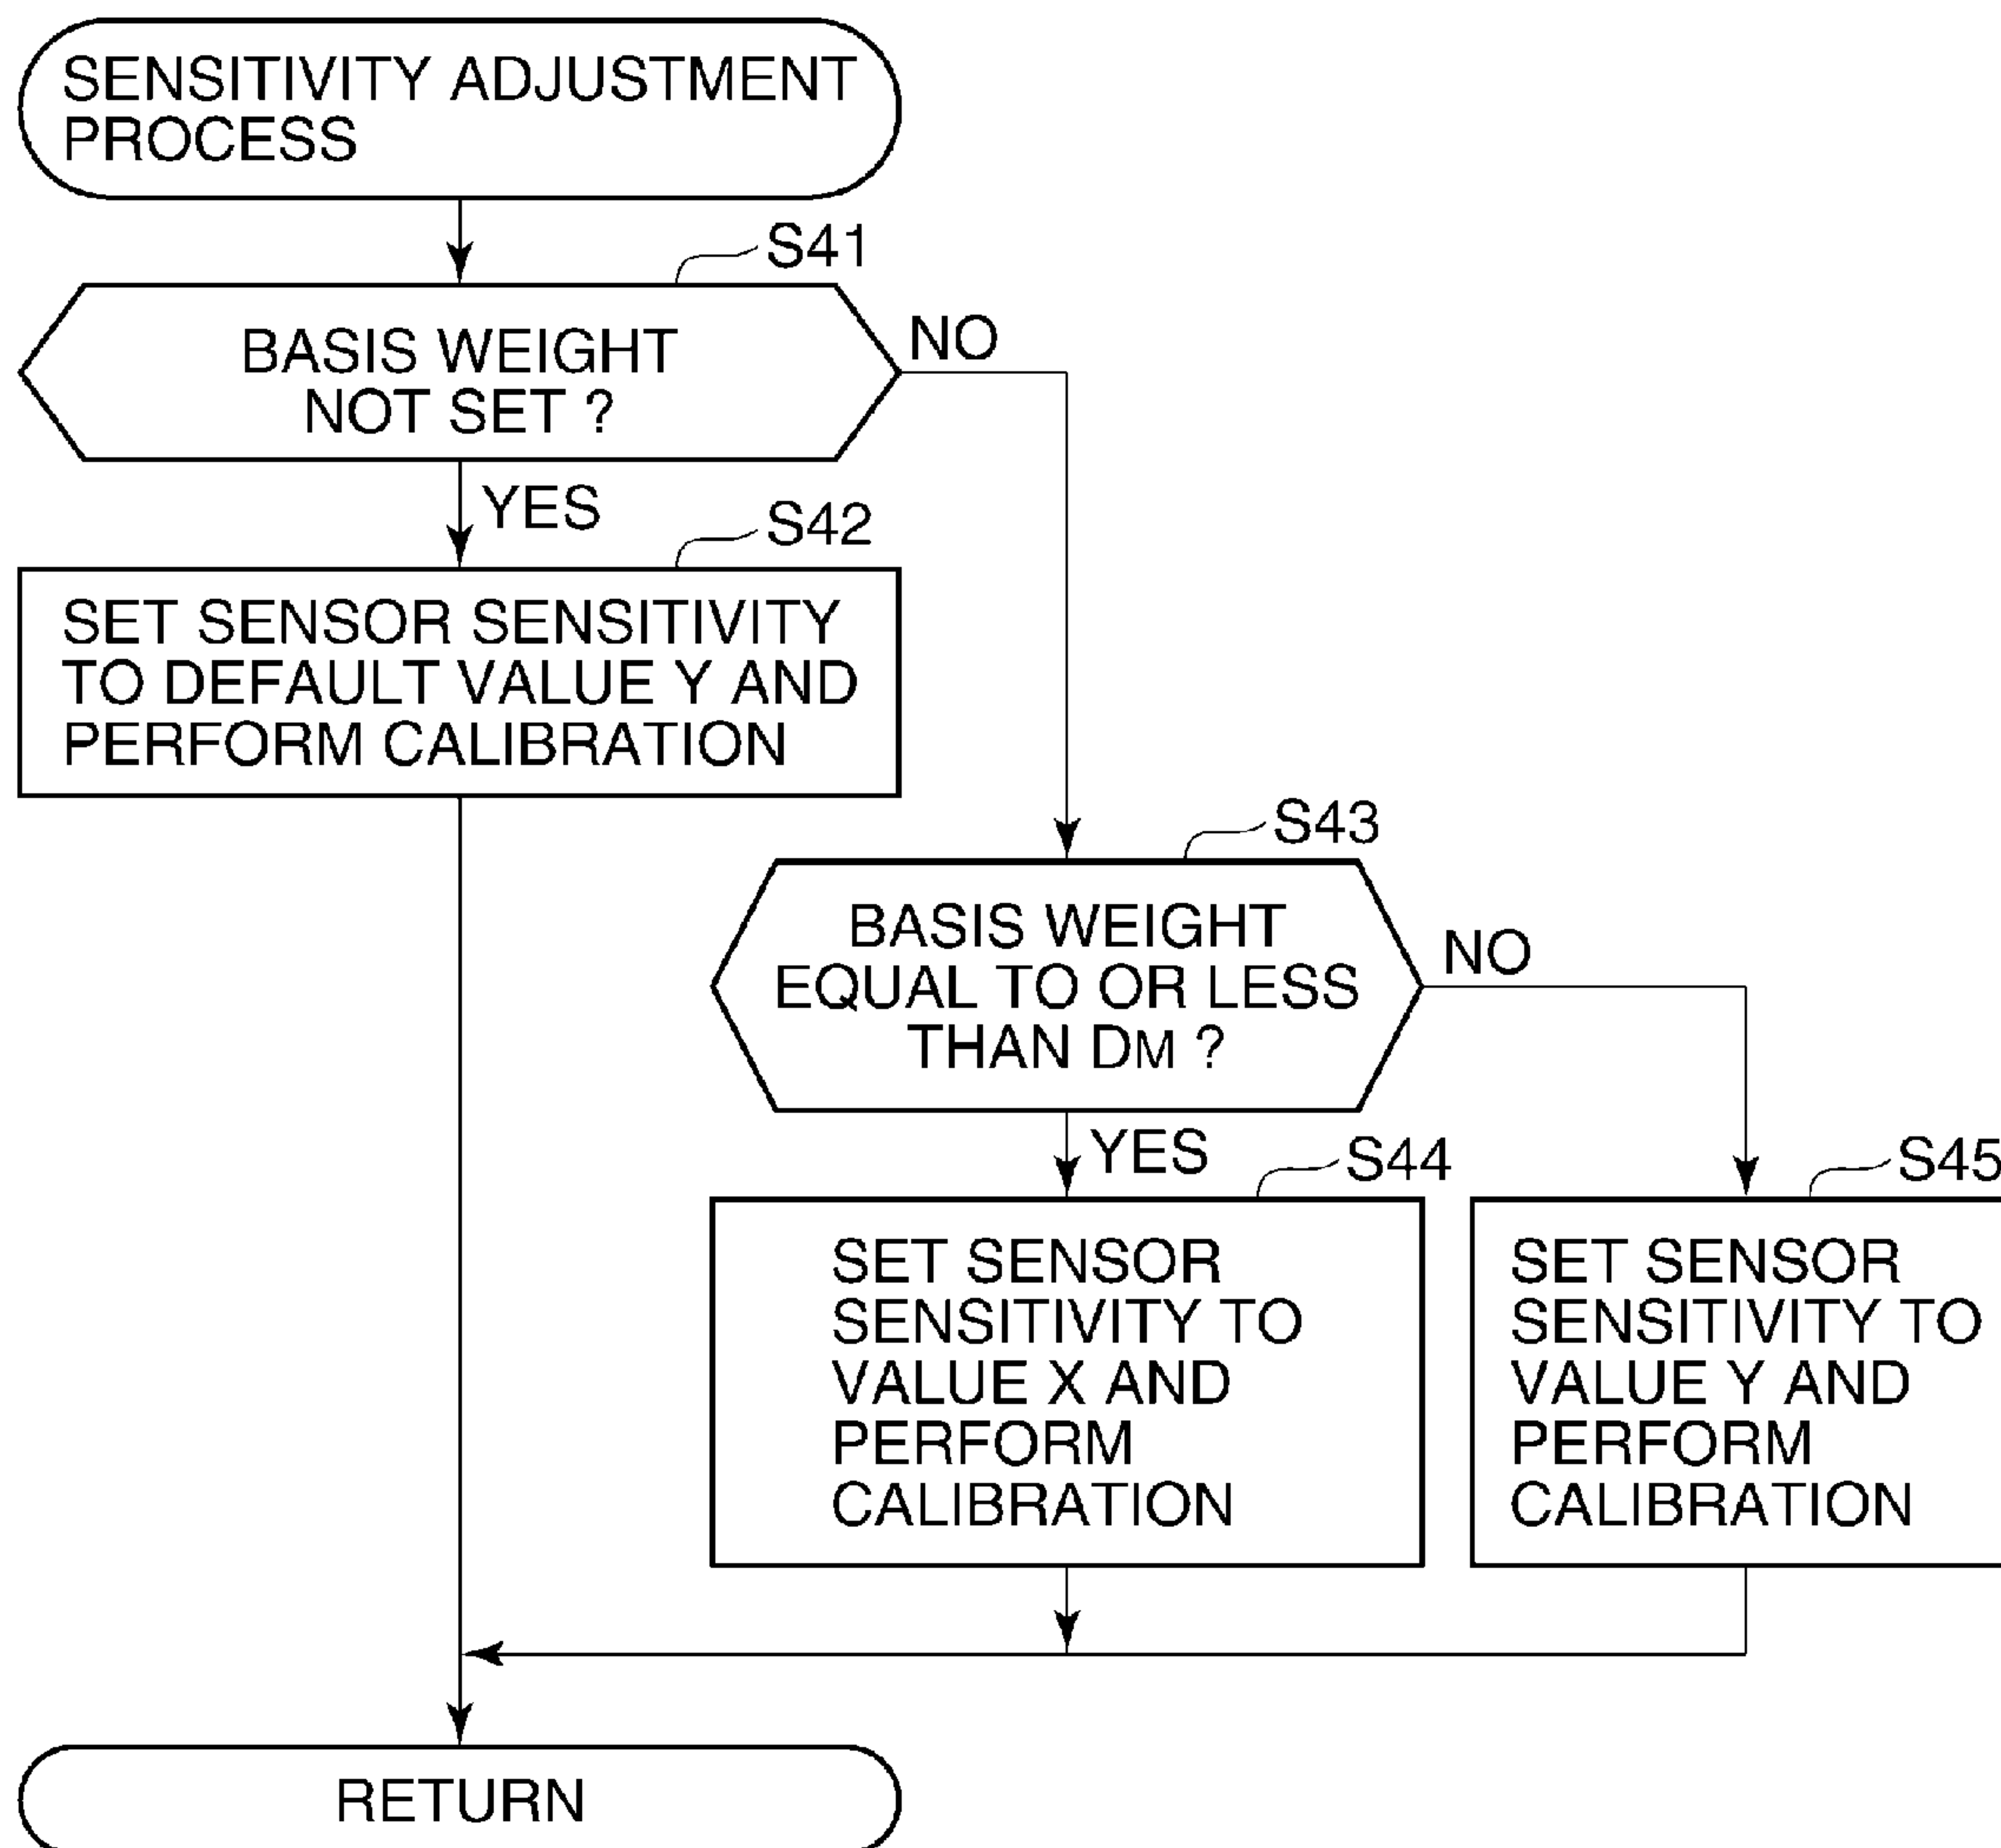 SENSITIVITY ADJUSTMENT
PROCESS
S41
BASIS WEIGHT
NOT SET ?
NO
YES
S42
SET SENSOR SENSITIVITY
TO DEFAULT VALUE Y AND
PERFORM CALIBRATION
S43
BASIS WEIGHT
EQUAL TO OR LESS
THAN DM ?
NO
YES
S44
SET SENSOR
SENSITIVITY TO
VALUE X AND
PERFORM
CALIBRATION
S45
SET SENSOR
SENSITIVITY TO
VALUE Y AND
PERFORM
CALIBRATION
RETURN